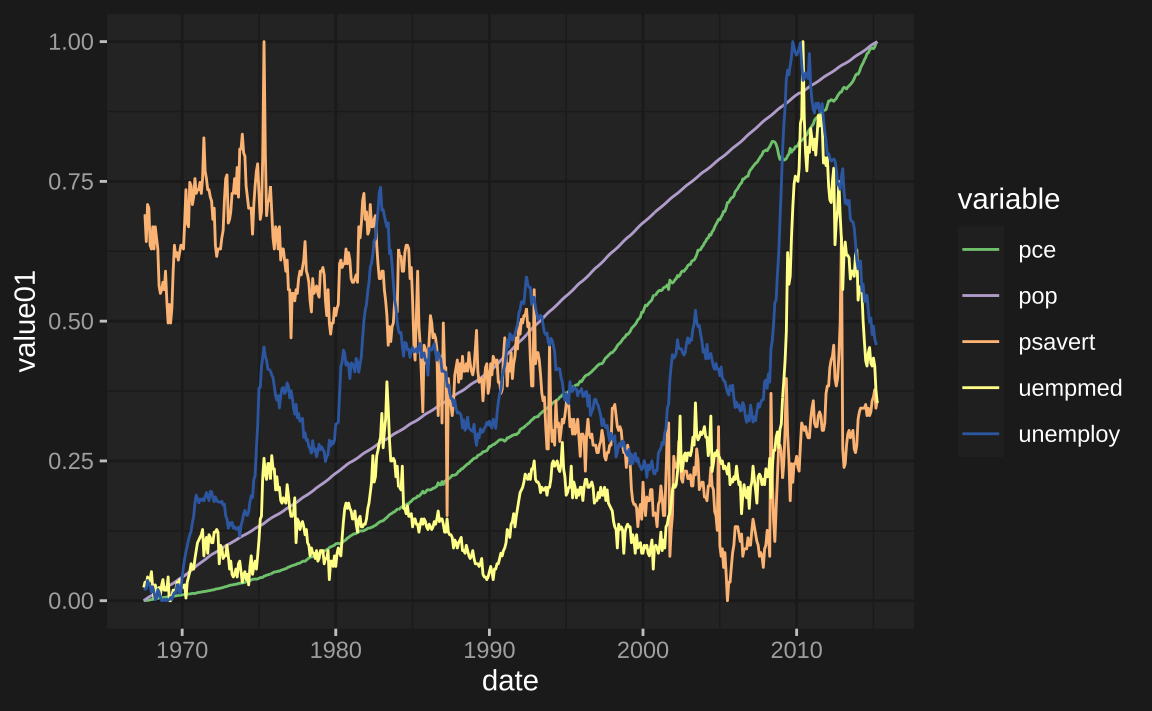 value01
1.00
0.75
0.50
0.25
0.00
1970 1980 1990 2000 2010
date
variable
pce
pop
psavert
uempmed
unemploy